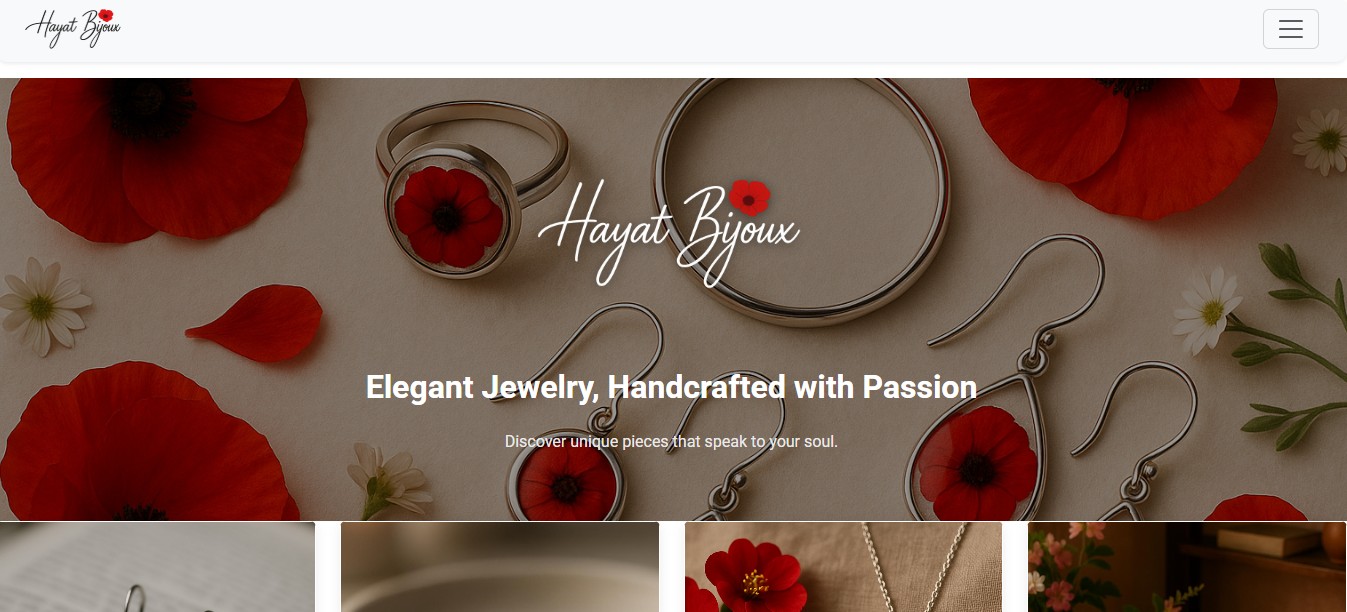 Hayat Bijoux
Hayat Bijoux
Elegant Jewelry, Handcrafted with Passion
Discover unique pieces that speak to your soul.